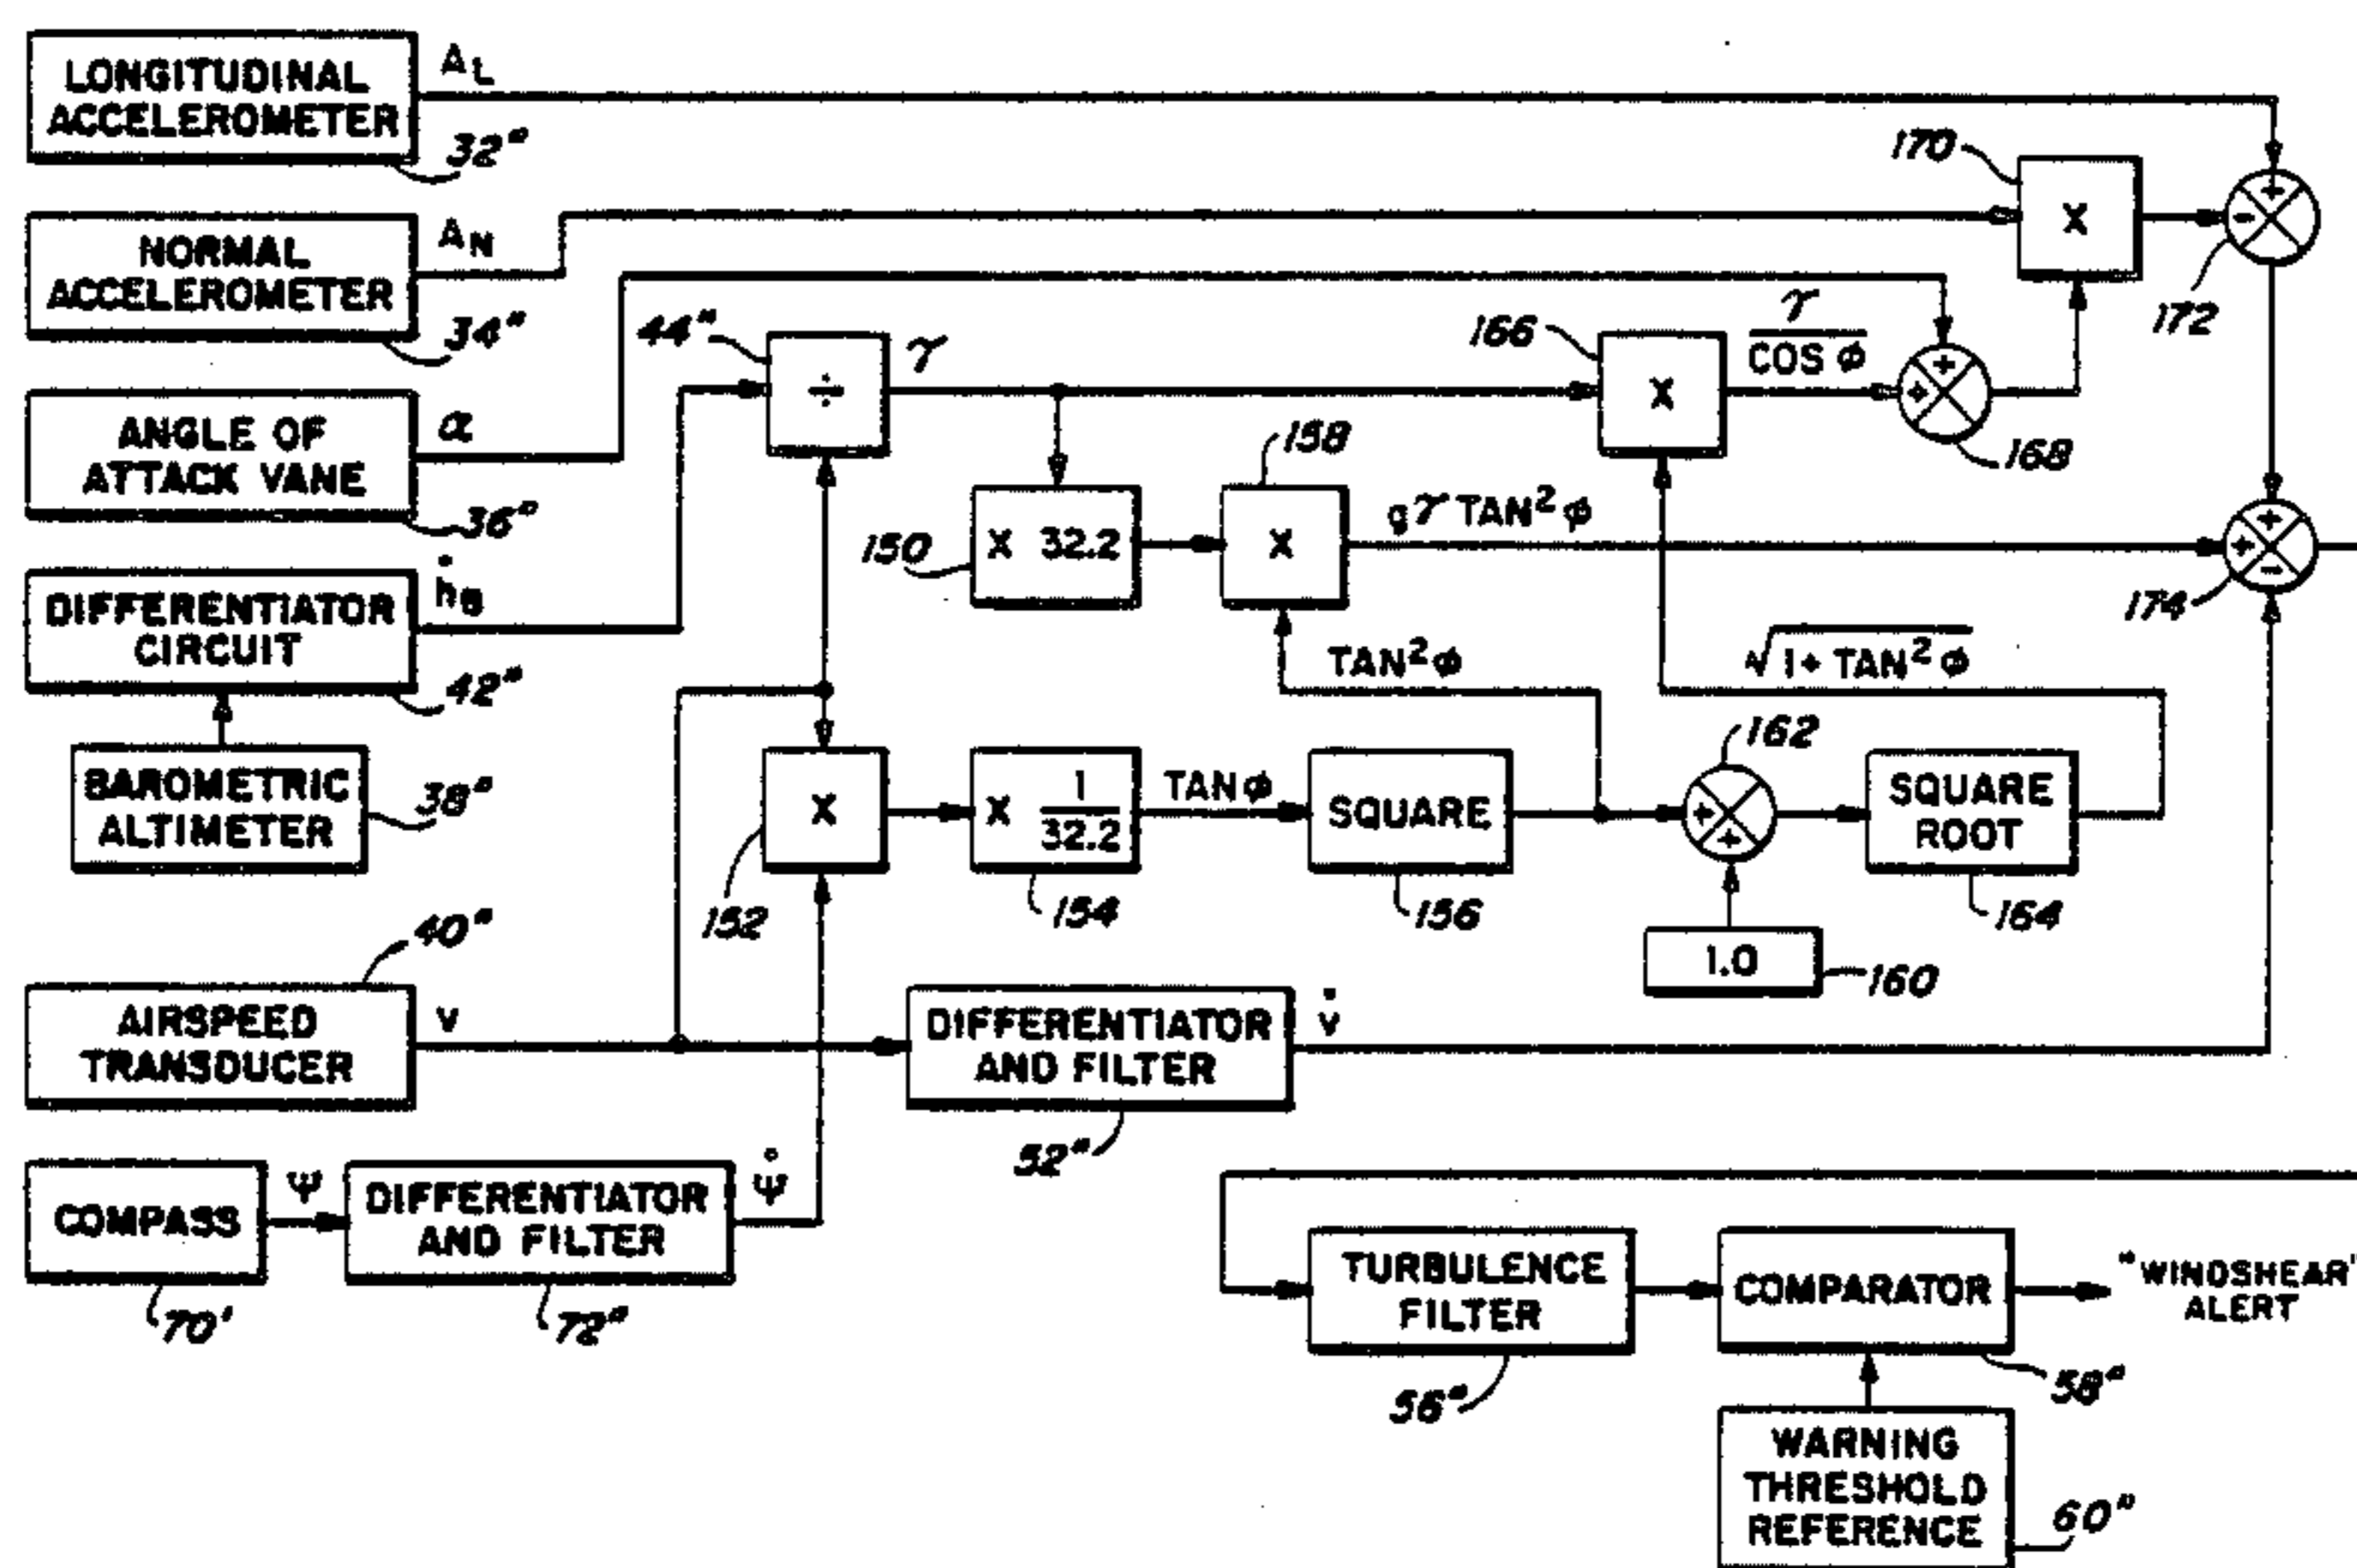 LONGITUDINAL
ACCELEROMETER
A_L
32"
170
X
+
-
172
NORMAL
ACCELEROMETER
A_N
34"
44"
÷
γ
166
X
γ
COS ϕ
+
+
168
ANGLE OF
ATTACK VANE
α
36"
150
X 32.2
158
X
gγ TAN² ϕ
+
+
-
174
DIFFERENTIATOR
CIRCUIT
ḣ_B
42"
TAN² ϕ
√1+ TAN² ϕ
BAROMETRIC
ALTIMETER
38"
X
152
X 1
32.2
154
TAN ϕ
SQUARE
156
162
+
+
SQUARE
ROOT
164
1.0
160
40"
AIRSPEED
TRANSDUCER
v
DIFFERENTIATOR
AND FILTER
v̇
52"
COMPASS
ψ
70'
DIFFERENTIATOR
AND FILTER
ψ̇
72"
TURBULENCE
FILTER
56"
COMPARATOR
58"
"WINDSHEAR"
ALERT
WARNING
THRESHOLD
REFERENCE
60"